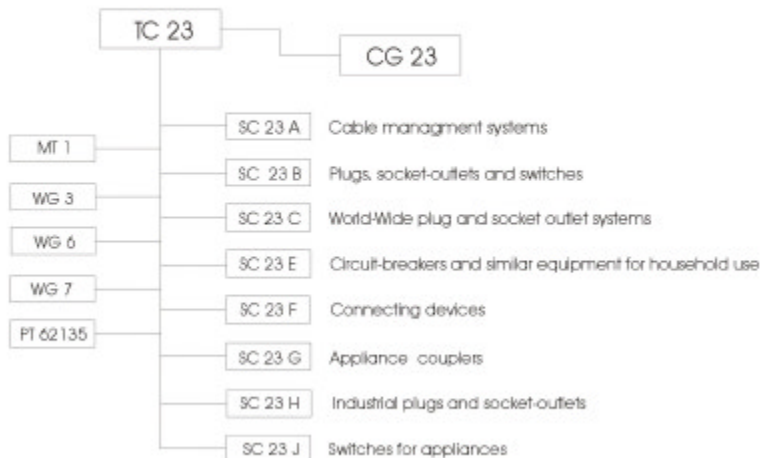 TC 23
CG 23
SC 23 A Cable managment systems
MT 1
SC 23 B Plugs, socket-outlets and switches
WG 3
SC 23 C World-Wide plug and socket outlet systems
WG 6
SC 23 E Circuit-breakers and similar equipment for household use
WG 7
SC 23 F Connecting devices
PT 62135
SC 23 G Appliance couplers
SC 23 H Industrial plugs and socket-outlets
SC 23 J Switches for appliances